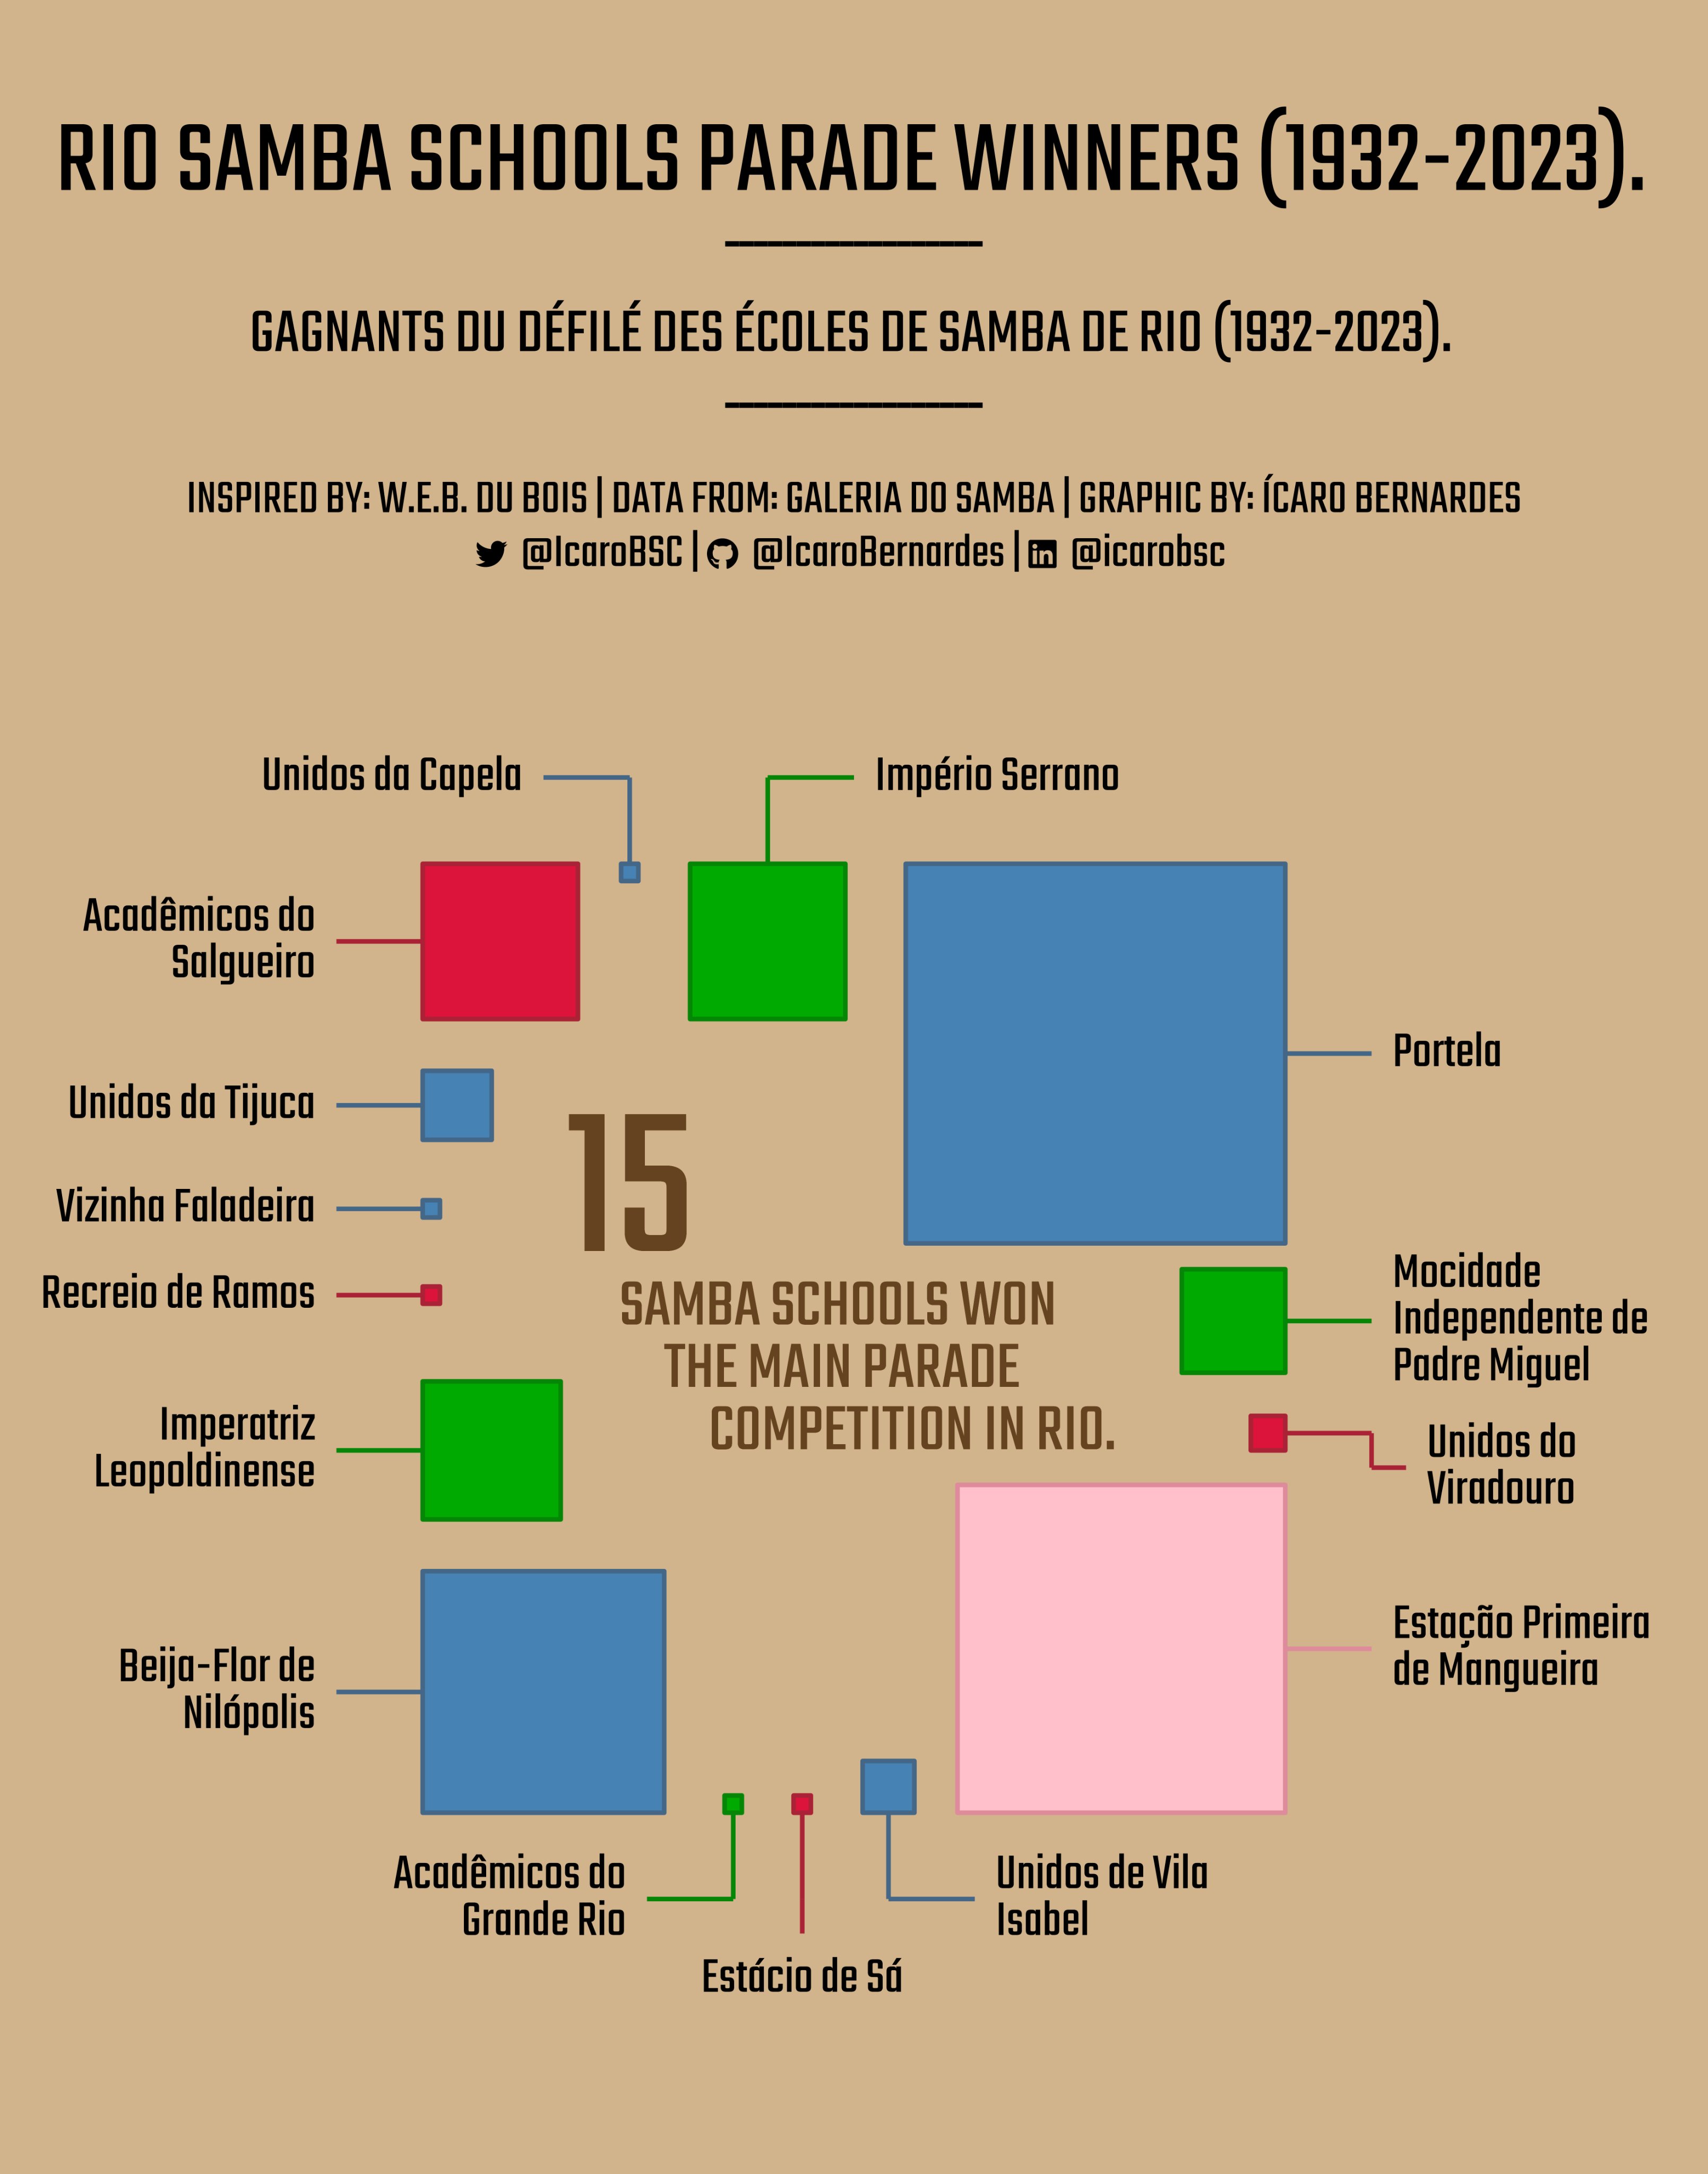 RIO SAMBA SCHOOLS PARADE WINNERS (1932-2023).
GAGNANTS DU DÉFILÉ DES ÉCOLES DE SAMBA DE RIO (1932-2023).
INSPIRED BY: W.E.B. DU BOIS | DATA FROM: GALERIA DO SAMBA | GRAPHIC BY: ÍCARO BERNARDES
@IcaroBSC | @IcaroBernardes | @icarobsc
Unidos da Capela
Império Serrano
Acadêmicos do
Salgueiro
Portela
Unidos da Tijuca
15
Vizinha Faladeira
Recreio de Ramos
SAMBA SCHOOLS WON
THE MAIN PARADE
COMPETITION IN RIO.
Mocidade
Independente de
Padre Miguel
Imperatriz
Leopoldinense
Unidos do
Viradouro
Beija-Flor de
Nilópolis
Estação Primeira
de Mangueira
Acadêmicos do
Grande Rio
Estácio de Sá
Unidos de Vila
Isabel